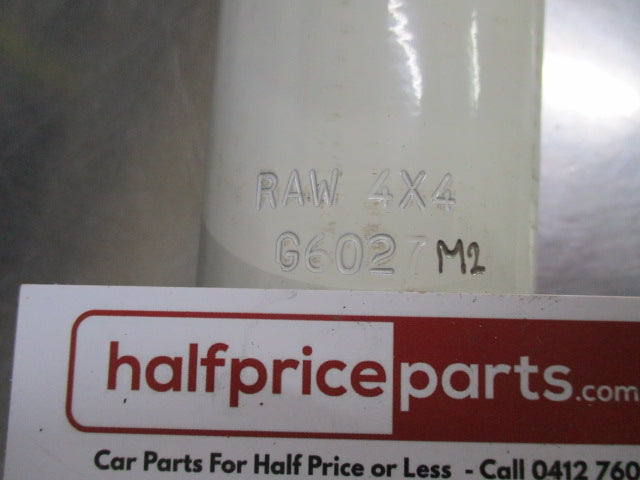 RAW 4X4
G6027 M2
halfpriceparts.com
Car Parts For Half Price or Less - Call 0412 760